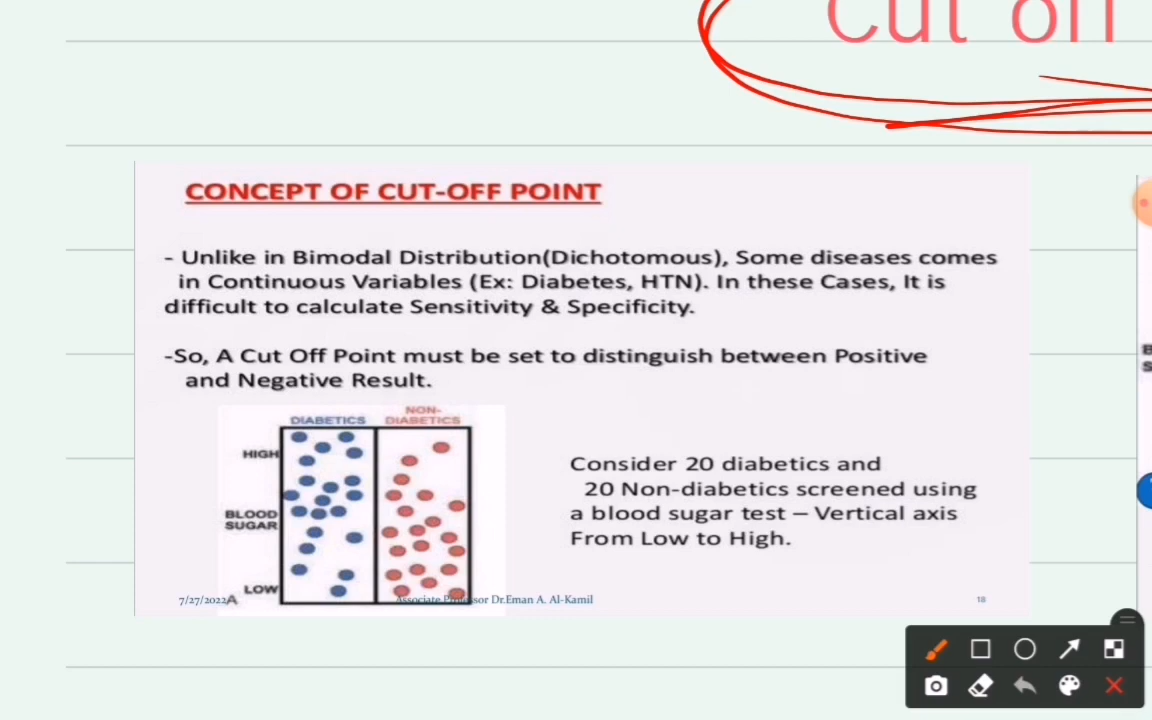 Cut off
CONCEPT OF CUT-OFF POINT
- Unlike in Bimodal Distribution(Dichotomous), Some diseases comes
in Continuous Variables (Ex: Diabetes, HTN). In these Cases, It is
difficult to calculate Sensitivity & Specificity.
-So, A Cut Off Point must be set to distinguish between Positive
and Negative Result.
DIABETICS
NON-
DIABETICS
HIGH
BLOOD
SUGAR
LOW
A
Consider 20 diabetics and
20 Non-diabetics screened using
a blood sugar test – Vertical axis
From Low to High.
7/27/2022
Associate Professor Dr.Eman A. Al-Kamil
18
B
S